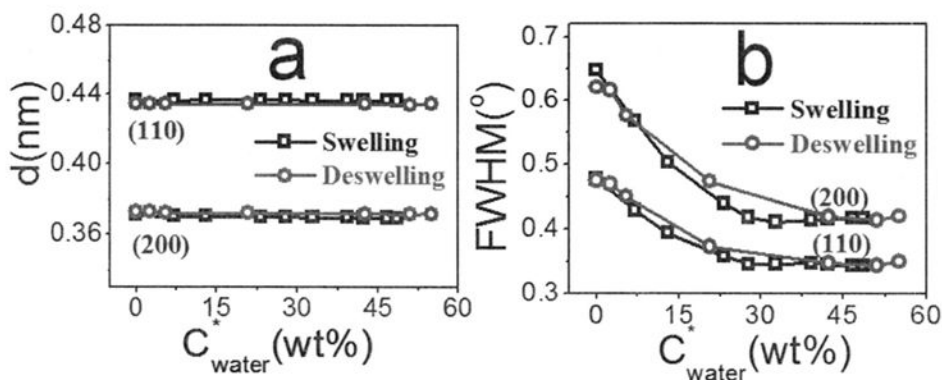 a
d(nm)
0.48
0.44
0.40
0.36
(110)
Swelling
Deswelling
(200)
0 15 30 45 60
C*water(wt%)
b
FWHM(°)
0.7
0.6
0.5
0.4
0.3
Swelling
Deswelling
(200)
(110)
0 15 30 45 60
C*water(wt%)